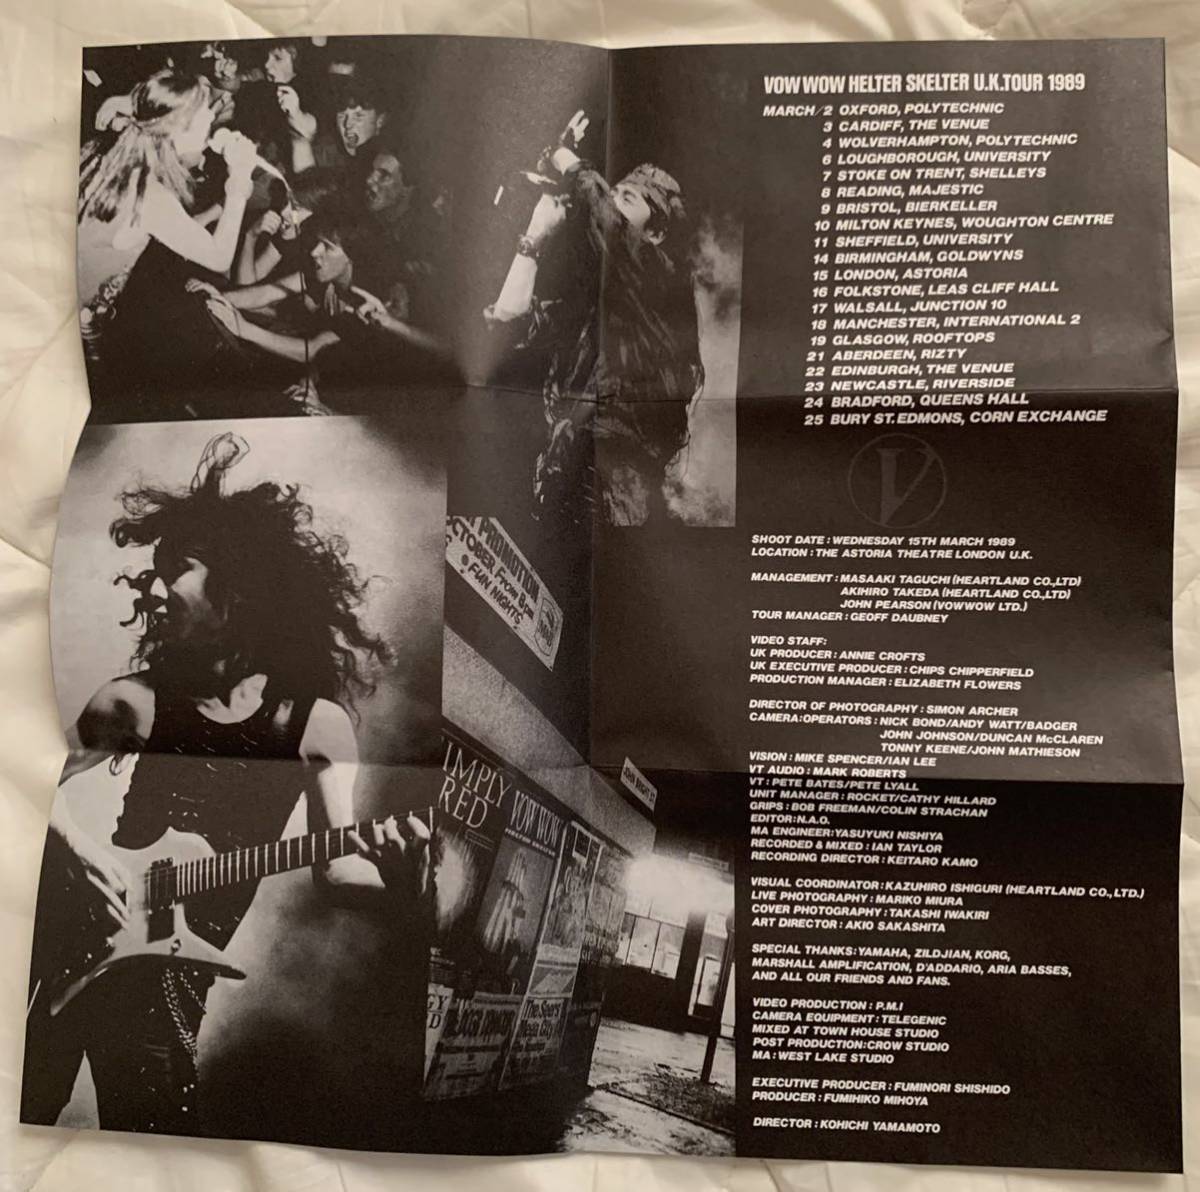 VOW WOW HELTER SKELTER U.K.TOUR 1989
MARCH/2 OXFORD, POLYTECHNIC
3 CARDIFF, THE VENUE
4 WOLVERHAMPTON, POLYTECHNIC
6 LOUGHBOROUGH, UNIVERSITY
7 STOKE ON TRENT, SHELLEYS
8 READING, MAJESTIC
9 BRISTOL, BIERKELLER
10 MILTON KEYNES, WOUGHTON CENTRE
11 SHEFFIELD, UNIVERSITY
14 BIRMINGHAM, GOLDWYNS
15 LONDON, ASTORIA
16 FOLKSTONE, LEAS CLIFF HALL
17 WALSALL, JUNCTION 10
18 MANCHESTER, INTERNATIONAL 2
19 GLASGOW, ROOFTOPS
21 ABERDEEN, RIZTY
22 EDINBURGH, THE VENUE
23 NEWCASTLE, RIVERSIDE
24 BRADFORD, QUEENS HALL
25 BURY ST.EDMONS, CORN EXCHANGE
V
SHOOT DATE : WEDNESDAY 15TH MARCH 1989
LOCATION : THE ASTORIA THEATRE LONDON U.K.
MANAGEMENT : MASAAKI TAGUCHI (HEARTLAND CO.,LTD)
AKIHIRO TAKEDA (HEARTLAND CO.,LTD)
JOHN PEARSON (VOWWOW LTD.)
TOUR MANAGER : GEOFF DAUBNEY
VIDEO STAFF:
UK PRODUCER : ANNIE CROFTS
UK EXECUTIVE PRODUCER : CHIPS CHIPPERFIELD
PRODUCTION MANAGER : ELIZABETH FLOWERS
DIRECTOR OF PHOTOGRAPHY : SIMON ARCHER
CAMERA:OPERATORS : NICK BOND/ANDY WATT/BADGER
JOHN JOHNSON/DUNCAN McCLAREN
TONNY KEENE/JOHN MATHIESON
VISION : MIKE SPENCER/IAN LEE
VT AUDIO : MARK ROBERTS
VT : PETE BATES/PETE LYALL
UNIT MANAGER : ROCKET/CATHY HILLARD
GRIPS : BOB FREEMAN/COLIN STRACHAN
EDITOR:N.A.O.
MA ENGINEER:YASUYUKI NISHIYA
RECORDED & MIXED : IAN TAYLOR
RECORDING DIRECTOR : KEITARO KAMO
VISUAL COORDINATOR : KAZUHIRO ISHIGURI (HEARTLAND CO.,LTD.)
LIVE PHOTOGRAPHY : MARIKO MIURA
COVER PHOTOGRAPHY : TAKASHI IWAKIRI
ART DIRECTOR : AKIO SAKASHITA
SPECIAL THANKS: YAMAHA, ZILDJIAN, KORG,
MARSHALL AMPLIFICATION, D'ADDARIO, ARIA BASSES,
AND ALL OUR FRIENDS AND FANS.
VIDEO PRODUCTION : P.M.I
CAMERA EQUIPMENT : TELEGENIC
MIXED AT TOWN HOUSE STUDIO
POST PRODUCTION:CROW STUDIO
MA : WEST LAKE STUDIO
EXECUTIVE PRODUCER : FUMINORI SHISHIDO
PRODUCER : FUMIHIKO MIHOYA
DIRECTOR : KOHICHI YAMAMOTO
PROMOTION
CTOBER FROM 8pm
FUN NIGHTS
IMPLY
RED
VOW WOW